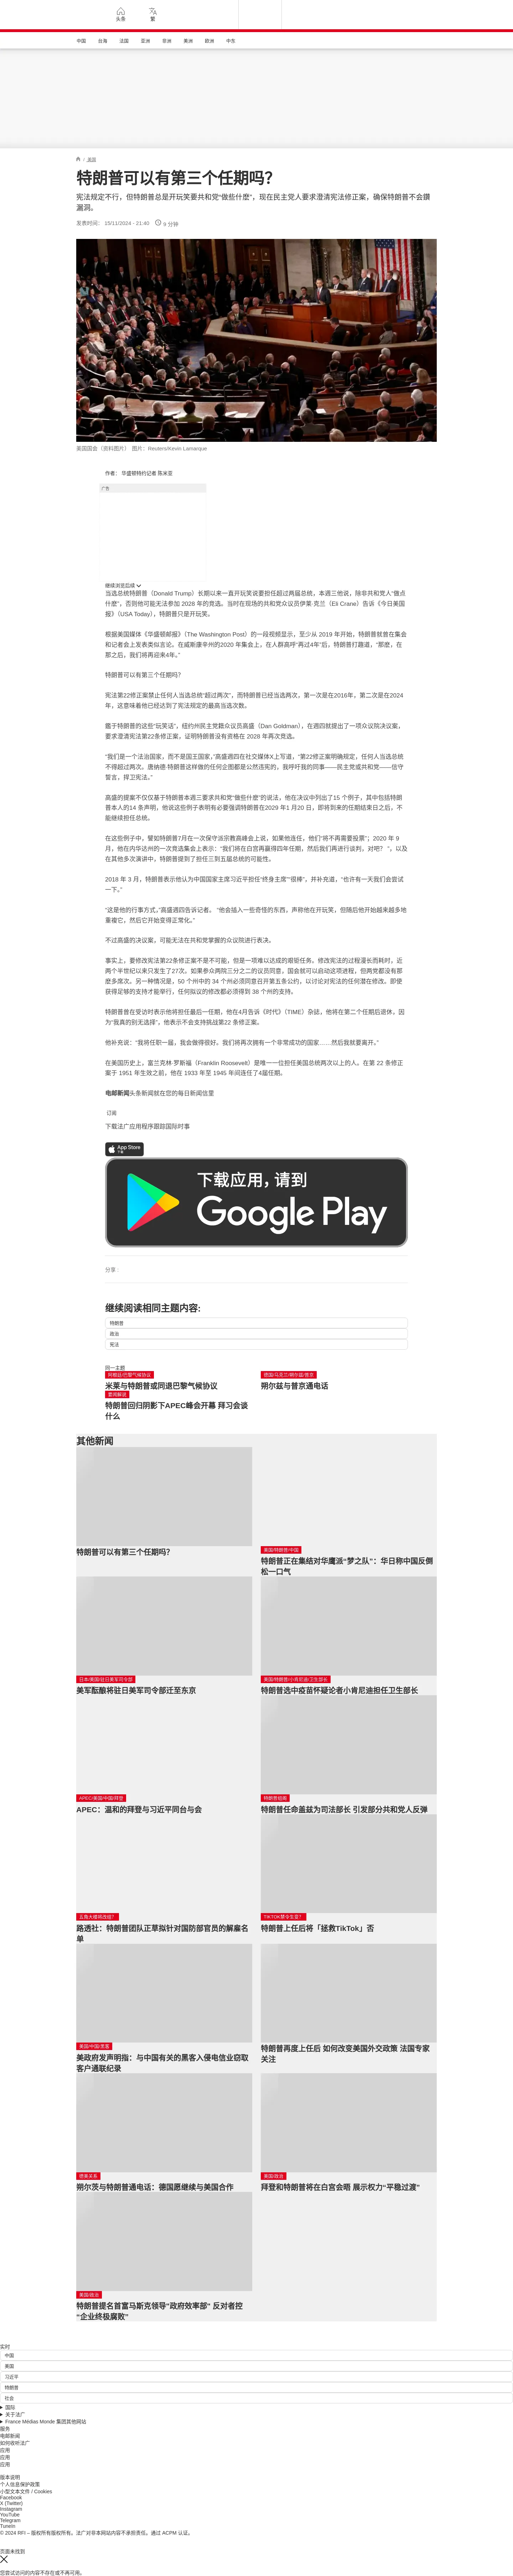 头条
繁
中国
台海
法国
亚洲
非洲
美洲
欧洲
中东
/ 美国
特朗普可以有第三个任期吗？
宪法规定不行，但特朗普总是开玩笑要共和党“做些什麽”，现在民主党人要求澄清宪法修正案，确保特朗普不会鑽漏洞。
发表时间： 15/11/2024 - 21:40 9 分钟
美国国会（资料图片） 图片：Reuters/Kevin Lamarque
作者： 华盛顿特约记者 陈米亚
广告
继续浏览后续
当选总统特朗普（Donald Trump）长期以来一直开玩笑说要担任超过两届总统，本週三他说，除非共和党人“做点什麽”，否则他可能无法参加 2028 年的竞选。当时在现场的共和党众议员伊莱·克兰（Eli Crane）告诉《今日美国报》（USA Today），特朗普只是开玩笑。
根据美国媒体《华盛顿邮报》（The Washington Post）的一段视频显示，至少从 2019 年开始，特朗普就曾在集会和记者会上发表类似言论。在威斯康辛州的2020 年集会上，在人群高呼“再过4年”后，特朗普打趣道，“那麽，在那之后，我们将再迎来4年。”
特朗普可以有第三个任期吗？
宪法第22修正案禁止任何人当选总统“超过两次”，而特朗普已经当选两次，第一次是在2016年，第二次是在2024年，这意味着他已经达到了宪法规定的最高当选次数。
鑑于特朗普的这些“玩笑话”，纽约州民主党籍众议员高盛（Dan Goldman），在週四就提出了一项众议院决议案，要求澄清宪法第22条修正案，证明特朗普没有资格在 2028 年再次竞选。
“我们是一个法治国家，而不是国王国家，”高盛週四在社交媒体X上写道，“第22修正案明确规定，任何人当选总统不得超过两次。唐纳德·特朗普这样做的任何企图都是公然违宪的，我呼吁我的同事——民主党或共和党——信守誓言，捍卫宪法。”
高盛的提案不仅仅基于特朗普本週三要求共和党“做些什麽”的说法，他在决议中列出了15 个例子，其中包括特朗普本人的14 条声明，他说这些例子表明有必要强调特朗普在2029 年1 月20 日，即将到来的任期结束日之后，不能继续担任总统。
在这些例子中，譬如特朗普7月在一次保守派宗教高峰会上说，如果他连任，他们“将不再需要投票”；2020 年 9 月，他在内华达州的一次竞选集会上表示：“我们将在白宫再赢得四年任期，然后我们再进行谈判，对吧？ ”，以及在其他多次演讲中，特朗普提到了担任三到五届总统的可能性。
2018 年 3 月，特朗普表示他认为中国国家主席习近平担任“终身主席”“很棒”，并补充道，“也许有一天我们会尝试一下。”
“这是他的行事方式，”高盛週四告诉记者。 “他会插入一些奇怪的东西，声称他在开玩笑，但随后他开始越来越多地重複它，然后它开始变得正常化。”
不过高盛的决议案，可能无法在共和党掌握的众议院进行表决。
事实上，要修改宪法第22条修正案不是不可能，但是一项难以达成的艰鉅任务。修改宪法的过程漫长而耗时，近两个半世纪以来只发生了27次。如果参众两院三分之二的议员同意，国会就可以启动这项进程，但两党都没有那麽多席次。另一种情况是，50 个州中的 34 个州必须同意召开第五条公约，以讨论对宪法的任何潜在修改。即使获得足够的支持才能举行，任何拟议的修改都必须得到 38 个州的支持。
特朗普曾在受访时表示他将担任最后一任期，他在4月告诉《时代》（TIME）杂誌，他将在第二个任期后退休，因为“我真的别无选择”，他表示不会支持挑战第22 条修正案。
他补充说：“我将任职一届，我会做得很好。我们将再次拥有一个非常成功的国家……然后我就要离开。”
在美国历史上，富兰克林·罗斯福（Franklin Roosevelt）是唯一一位担任美国总统两次以上的人。在第 22 条修正案于 1951 年生效之前，他在 1933 年至 1945 年间连任了4届任期。
电邮新闻头条新闻就在您的每日新闻信里
订阅
下载法广应用程序跟踪国际时事
App Store
下载
下载应用，请到
Google Play
分享：
继续阅读相同主题内容:
特朗普
政治
宪法
同一主题
阿根廷/巴黎气候协议
米莱与特朗普或同退巴黎气候协议
德国/乌克兰/朔尔兹/普京
朔尔兹与普京通电话
要闻解说
特朗普回归阴影下APEC峰会开幕 拜习会谈什么
其他新闻
特朗普可以有第三个任期吗？
美国/特朗普/中国
特朗普正在集结对华鹰派“梦之队”：华日称中国反倒松一口气
日本/美国/驻日美军司令部
美军酝酿将驻日美军司令部迁至东京
美国/特朗普/小肯尼迪/卫生部长
特朗普选中疫苗怀疑论者小肯尼迪担任卫生部长
APEC/美国/中国/拜登
APEC：温和的拜登与习近平同台与会
特朗普组阁
特朗普任命盖兹为司法部长 引发部分共和党人反弹
五角大楼将改组?
路透社：特朗普团队正草拟针对国防部官员的解雇名单
TIKTOK禁令生变?
特朗普上任后将「拯救TikTok」否
美国/中国/黑客
美政府发声明指：与中国有关的黑客入侵电信业窃取客户通联纪录
特朗普再度上任后 如何改变美国外交政策 法国专家关注
德美关系
朔尔茨与特朗普通电话：德国愿继续与美国合作
美国/政治
拜登和特朗普将在白宫会晤 展示权力“平稳过渡”
美国/政治
特朗普提名首富马斯克领导"政府效率部" 反对者控“企业终极腐败”
实时
中国
美国
习近平
特朗普
社会
国际
关于法广
France Médias Monde 集团其他网站
服务
电邮新闻
如何收听法广
应用
应用
应用
版本说明
个人信息保护政策
小型文本文件 / Cookies
Facebook
X (Twitter)
Instagram
YouTube
Telegram
TuneIn
© 2024 RFI – 版权所有版权所有。法广对非本网站内容不承担责任。通过 ACPM 认证。
页面未找到
您尝试访问的内容不存在或不再可用。